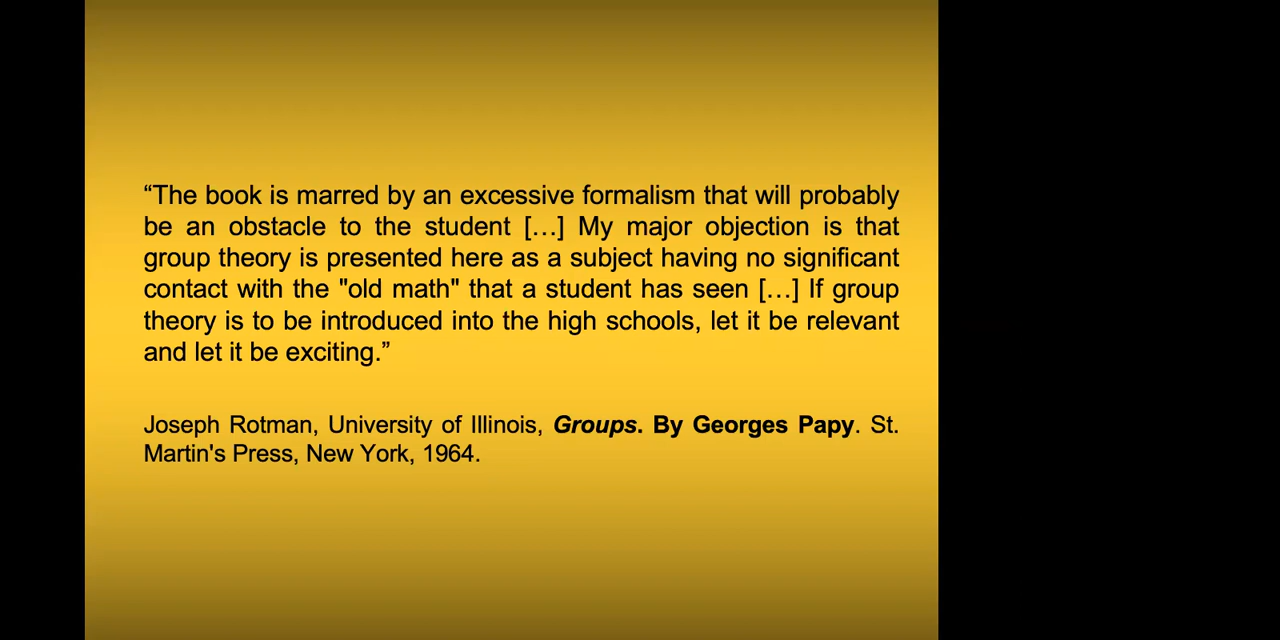 “The book is marred by an excessive formalism that will probably
be an obstacle to the student […] My major objection is that
group theory is presented here as a subject having no significant
contact with the "old math" that a student has seen […] If group
theory is to be introduced into the high schools, let it be relevant
and let it be exciting.”
Joseph Rotman, University of Illinois, Groups. By Georges Papy. St.
Martin's Press, New York, 1964.